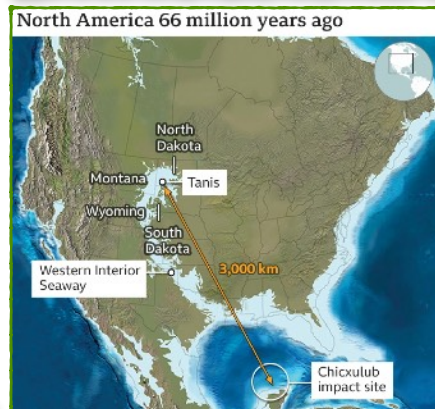 North America 66 million years ago
North
Dakota
Montana
Tanis
Wyoming
South
Dakota
Western Interior
Seaway
3,000 km
Chicxulub
impact site